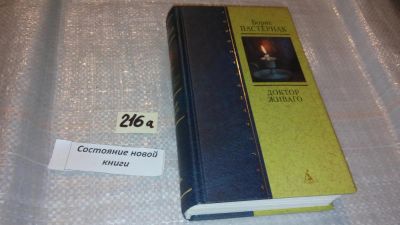 Борис
ПАСТЕРНАК
ДОКТОР
ЖИВАГО
216а
Состояние новой
книги